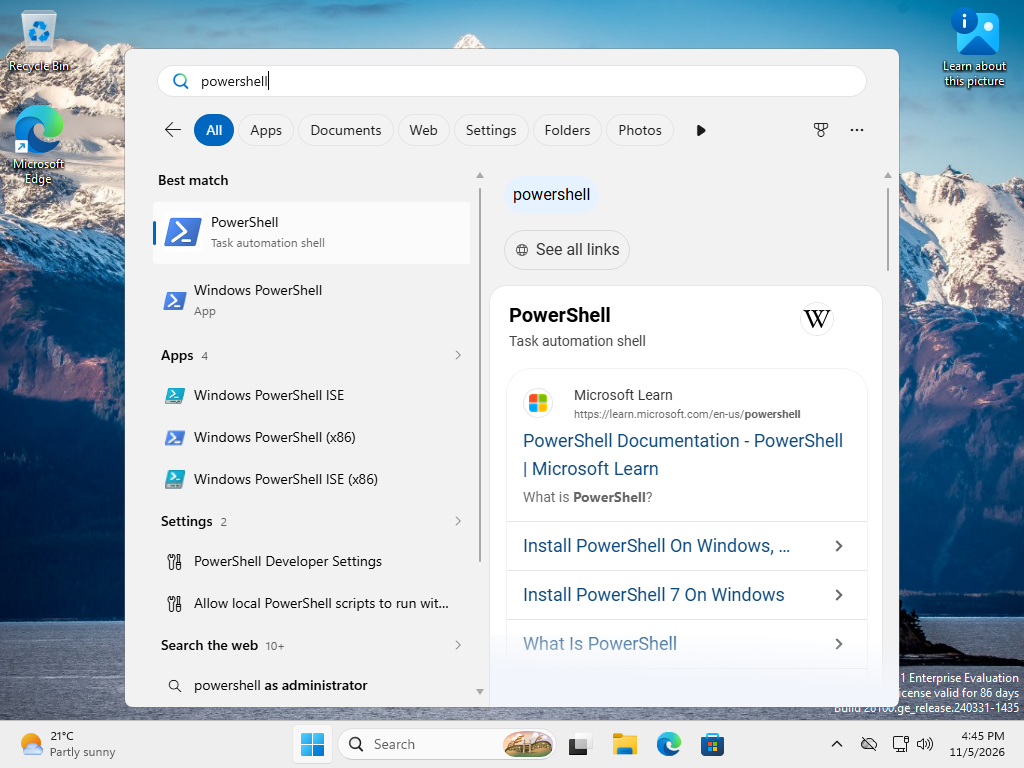 Recycle Bin
Microsoft
Edge
Learn about
this picture
powershell
All
Apps
Documents
Web
Settings
Folders
Photos
Best match
PowerShell
Task automation shell
Windows PowerShell
App
Apps 4
Windows PowerShell ISE
Windows PowerShell (x86)
Windows PowerShell ISE (x86)
Settings 2
PowerShell Developer Settings
Allow local PowerShell scripts to run wit...
Search the web 10+
powershell as administrator
powershell
See all links
PowerShell
W
Task automation shell
Microsoft Learn
https://learn.microsoft.com/en-us/powershell
PowerShell Documentation - PowerShell
| Microsoft Learn
What is PowerShell?
Install PowerShell On Windows, ...
Install PowerShell 7 On Windows
What Is PowerShell
1 Enterprise Evaluation
icense valid for 86 days
Build 26100.ge_release.240331-1435
21°C
Partly sunny
Search
4:45 PM
11/5/2026